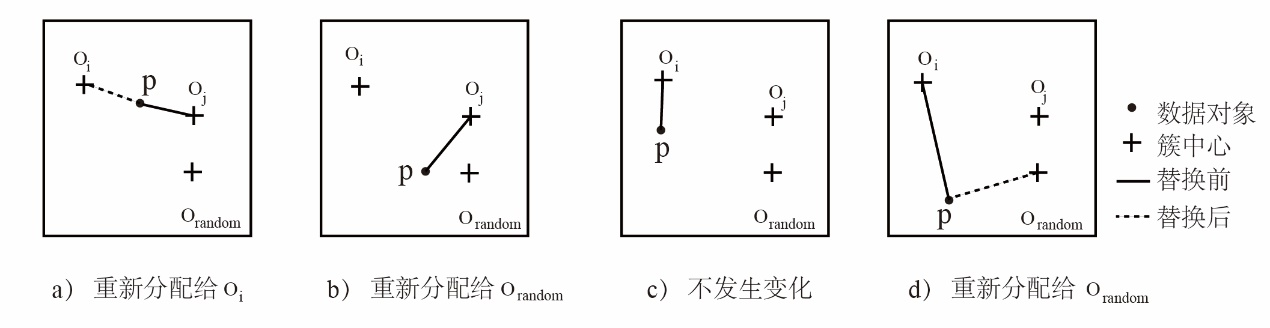 Oi
p
Oj
Orandom
Oi
Oj
p
Orandom
Oi
Oj
p
Orandom
Oi
Oj
p
Orandom
数据对象
簇中心
替换前
替换后
a） 重新分配给 Oi
b） 重新分配给 Orandom
c） 不发生变化
d） 重新分配给 Orandom